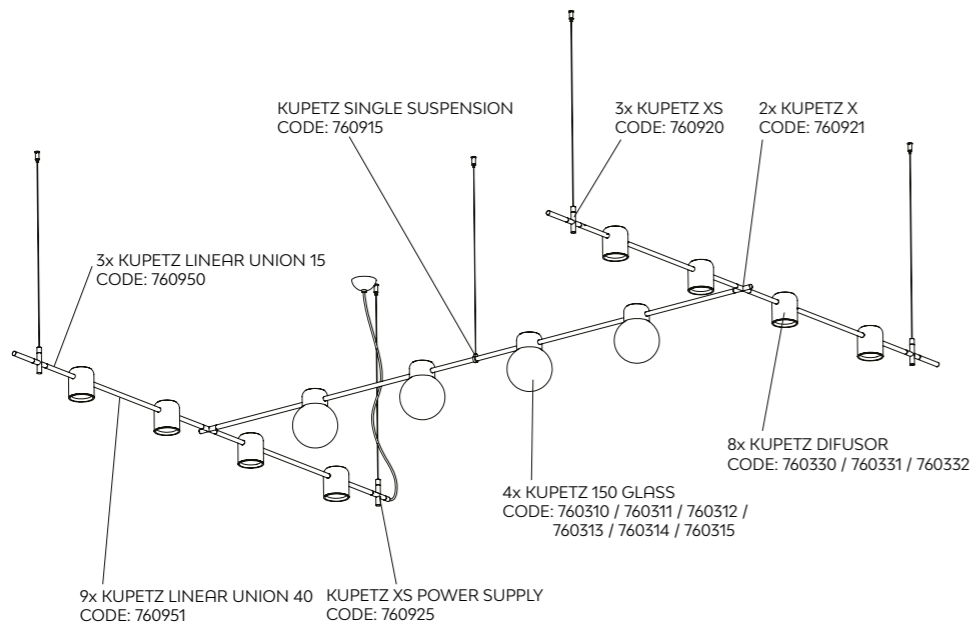 KUPETZ SINGLE SUSPENSION
CODE: 760915
3x KUPETZ XS
CODE: 760920
2x KUPETZ X
CODE: 760921
3x KUPETZ LINEAR UNION 15
CODE: 760950
8x KUPETZ DIFUSOR
CODE: 760330 / 760331 / 760332
4x KUPETZ 150 GLASS
CODE: 760310 / 760311 / 760312 /
760313 / 760314 / 760315
9x KUPETZ LINEAR UNION 40
CODE: 760951
KUPETZ XS POWER SUPPLY
CODE: 760925